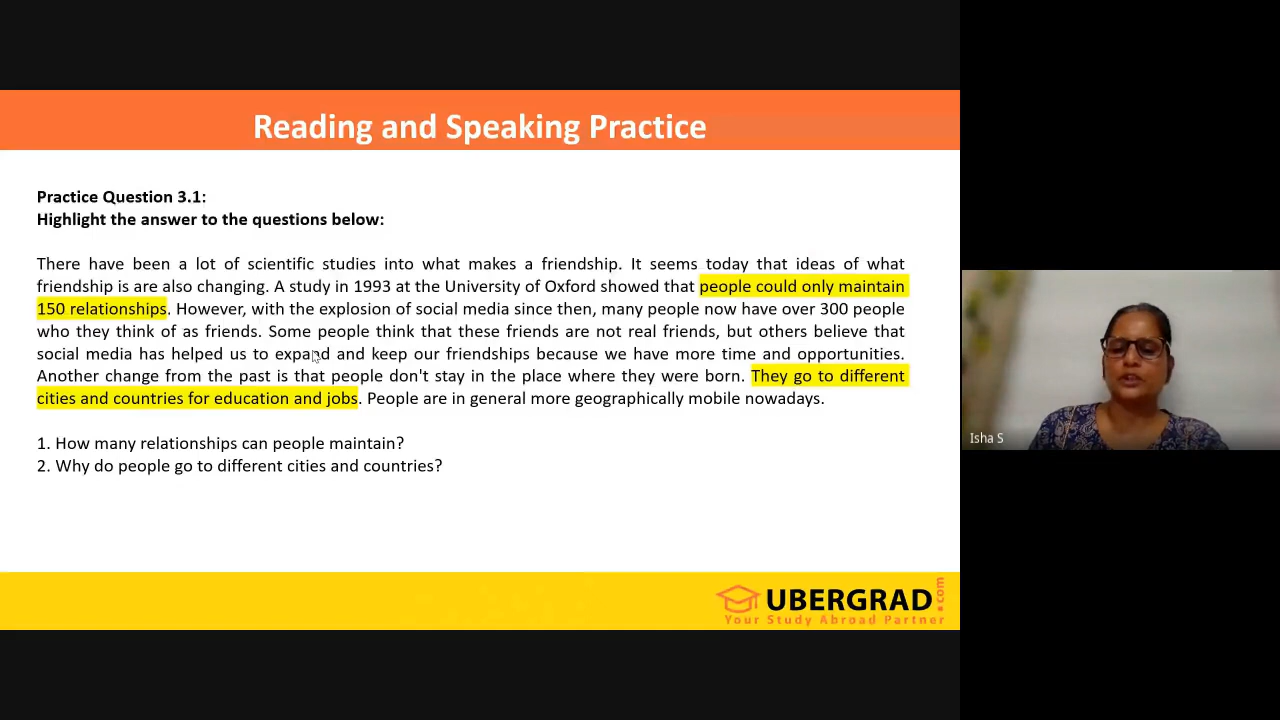 Reading and Speaking Practice
Practice Question 3.1:
Highlight the answer to the questions below:
There have been a lot of scientific studies into what makes a friendship. It seems today that ideas of what
friendship is are also changing. A study in 1993 at the University of Oxford showed that people could only maintain
150 relationships. However, with the explosion of social media since then, many people now have over 300 people
who they think of as friends. Some people think that these friends are not real friends, but others believe that
social media has helped us to expand and keep our friendships because we have more time and opportunities.
Another change from the past is that people don't stay in the place where they were born. They go to different
cities and countries for education and jobs. People are in general more geographically mobile nowadays.
1. How many relationships can people maintain?
2. Why do people go to different cities and countries?
UBERGRAD.com
Your Study Abroad Partner
Isha S